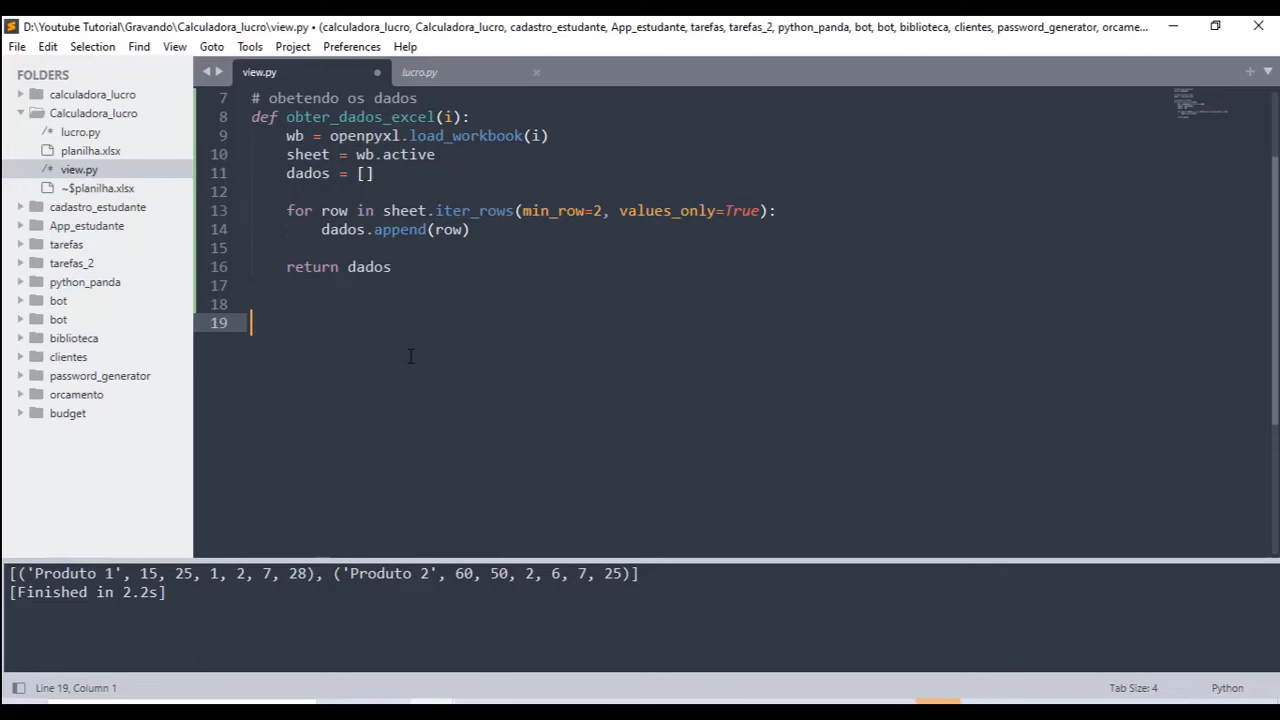 D:\Youtube Tutorial\Gravando\Calculadora_lucro\view.py • (calculadora_lucro, Calculadora_lucro, cadastro_estudante, App_estudante, tarefas, tarefas_2, python_panda, bot, bot, biblioteca, clientes, password_generator, orcame...
File Edit Selection Find View Goto Tools Project Preferences Help
FOLDERS
calculadora_lucro
Calculadora_lucro
/* lucro.py
planilha.xlsx
/* view.py
~$planilha.xlsx
cadastro_estudante
App_estudante
tarefas
tarefas_2
python_panda
bot
bot
biblioteca
clientes
password_generator
orcamento
budget
view.py
lucro.py
7 # obetendo os dados
8 def obter_dados_excel(i):
9 wb = openpyxl.load_workbook(i)
10 sheet = wb.active
11 dados = []
12
13 for row in sheet.iter_rows(min_row=2, values_only=True):
14 dados.append(row)
15
16 return dados
17
18
19
[('Produto 1', 15, 25, 1, 2, 7, 28), ('Produto 2', 60, 50, 2, 6, 7, 25)]
[Finished in 2.2s]
Line 19, Column 1
Tab Size: 4
Python